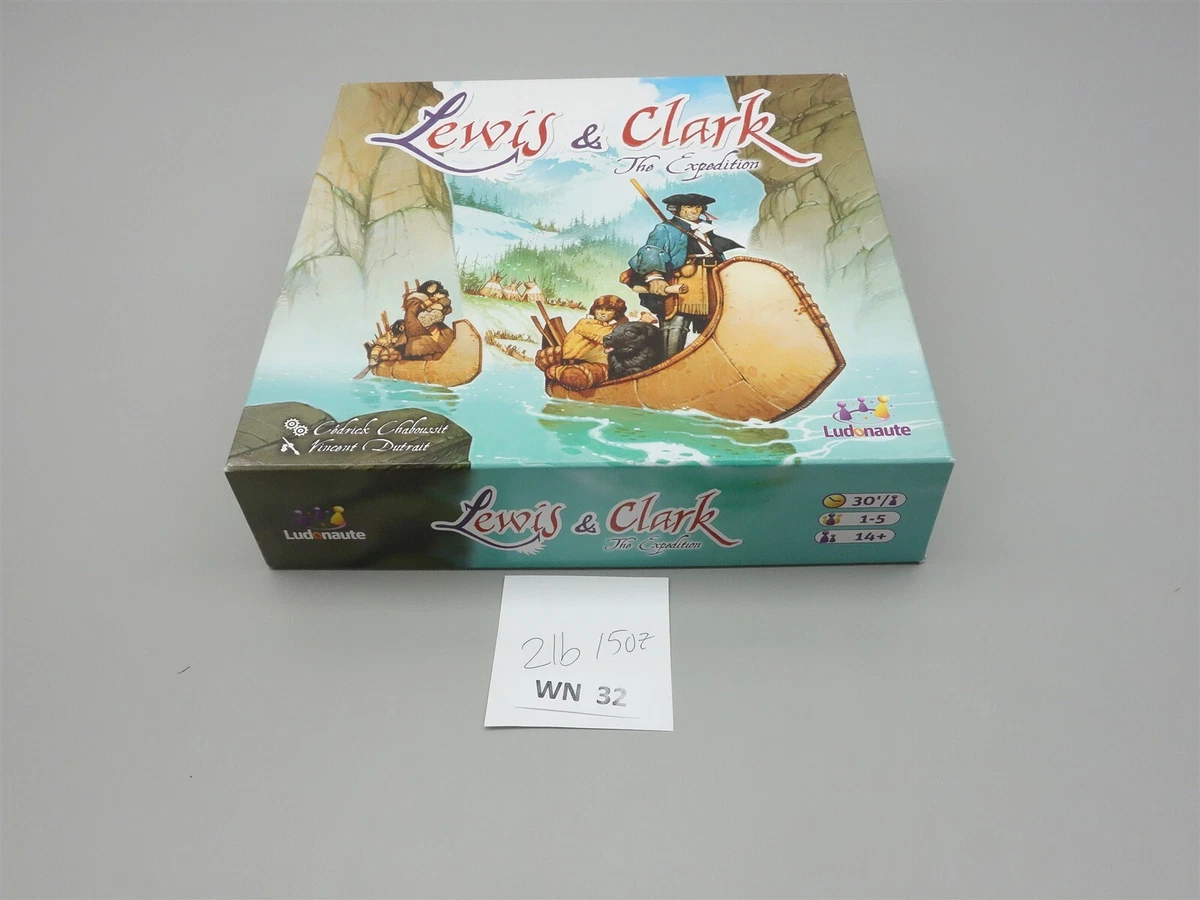 Lewis & Clark
The Expedition
Cédrick Chaboussit
Vincent Dutrait
Ludonaute
Ludonaute
Lewis & Clark
The Expedition
30'/
1-5
14+
2lb 15oz
WN 32